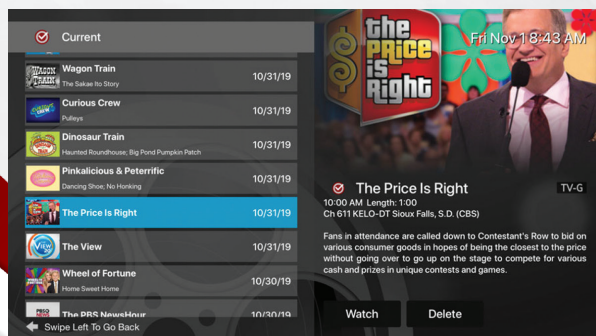 Current
Fri Nov 1 8:43 AM
WAGON TRAIN
Wagon Train
The Sakae Ito Story
10/31/19
CURIOUS CREW
Curious Crew
Pulleys
10/31/19
Dinosaur Train
Haunted Roundhouse; Big Pond Pumpkin Patch
10/31/19
Pinkalicious & Peterrific
Dancing Shoe; No Honking
10/31/19
The Price Is Right
10/31/19
VIEW
The View
10/31/19
Wheel of Fortune
Home Sweet Home
10/30/19
PBS
The PBS NewsHour
10/30/19
Swipe Left To Go Back
the
PRiCE
iS
RigHt
The Price Is Right
TV-G
10:00 AM Length: 1:00
Ch 611 KELO-DT Sioux Falls, S.D. (CBS)
Fans in attendance are called down to Contestant's Row to bid on
various consumer goods in hopes of being the closest to the price
without going over to go up on the stage to compete for various
cash and prizes in unique contests and games.
Watch
Delete